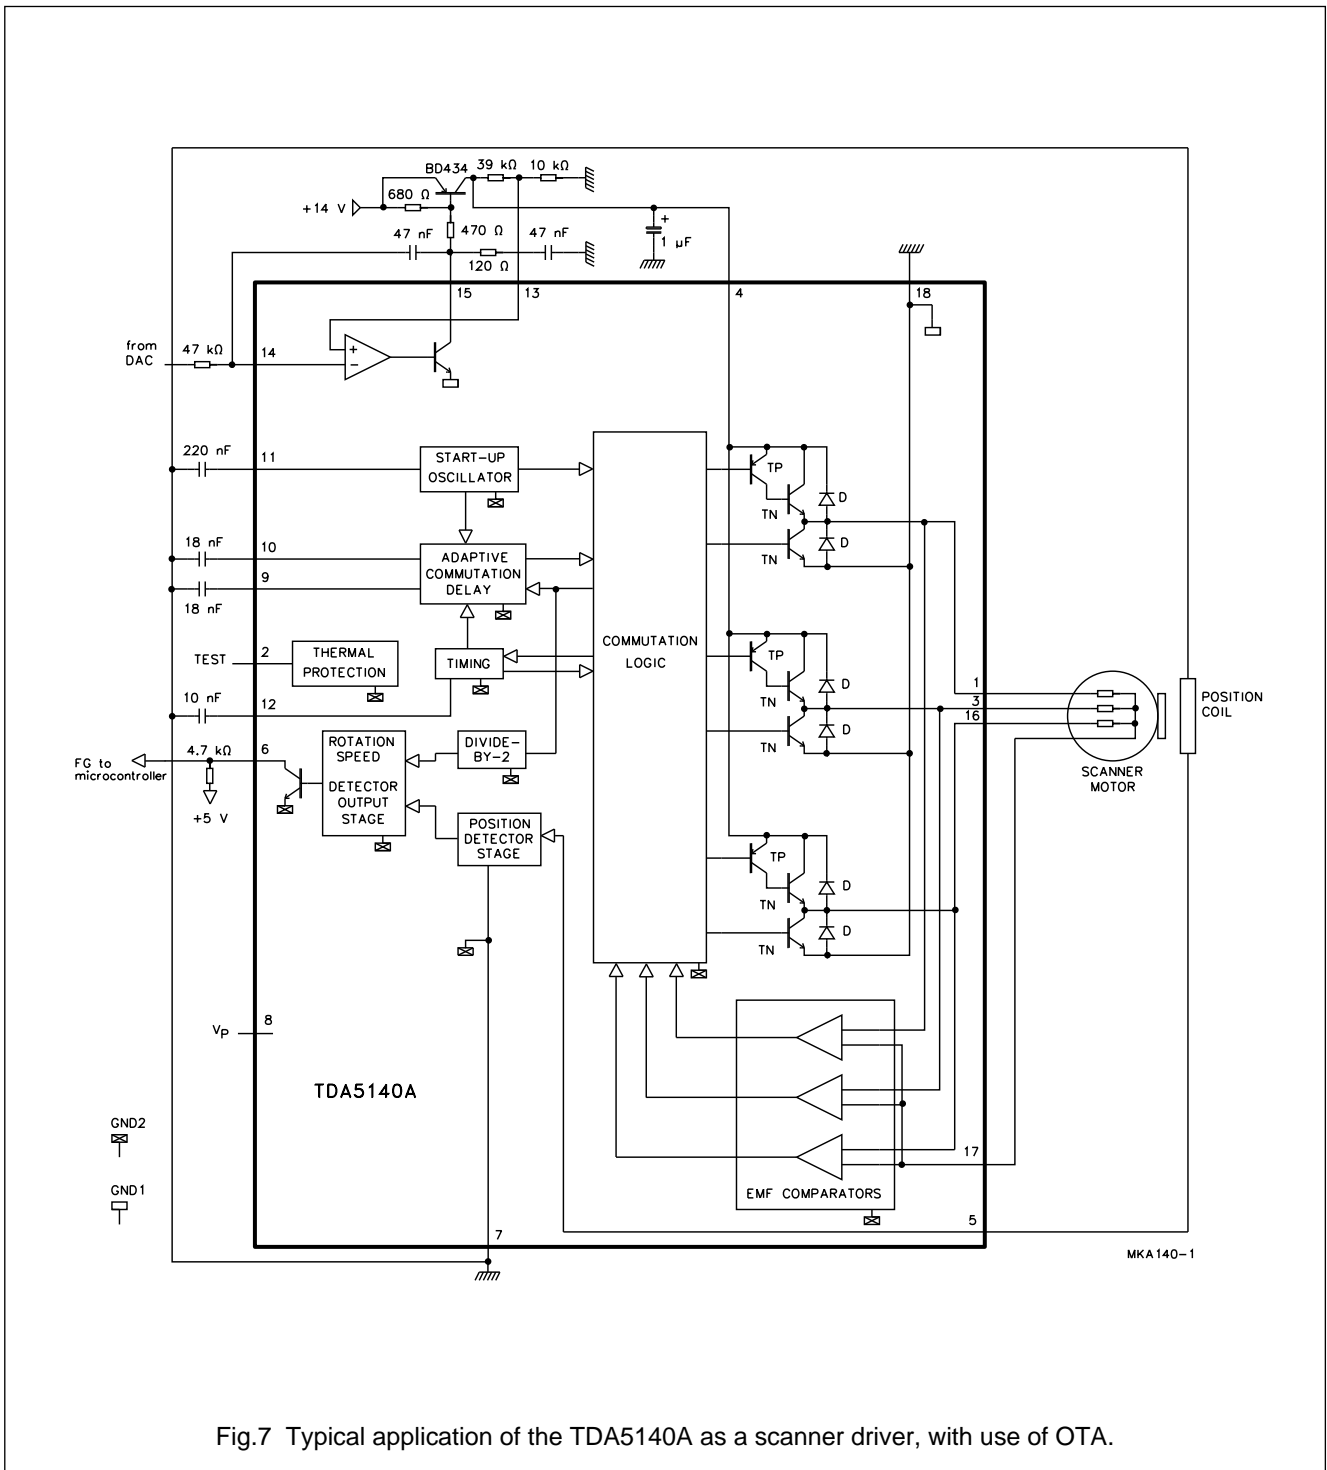 BD434
39 kΩ
10 kΩ
680 Ω
+14 V
470 Ω
47 nF
47 nF
120 Ω
+
1 µF
15
13
4
18
from
DAC
47 kΩ
14
+
−
220 nF
11
START-UP
OSCILLATOR
TP
D
TN
D
TN
18 nF
10
9
18 nF
ADAPTIVE
COMMUTATION
DELAY
COMMUTATION
LOGIC
TEST
2
THERMAL
PROTECTION
TIMING
TP
D
TN
D
TN
10 nF
12
1
3
16
POSITION
COIL
SCANNER
MOTOR
4.7 kΩ
6
FG to
microcontroller
+5 V
ROTATION
SPEED
DETECTOR
OUTPUT
STAGE
DIVIDE-
BY-2
POSITION
DETECTOR
STAGE
TP
D
TN
D
TN
VP
8
TDA5140A
GND2
GND1
17
EMF COMPARATORS
5
7
MKA140-1
Fig.7 Typical application of the TDA5140A as a scanner driver, with use of OTA.